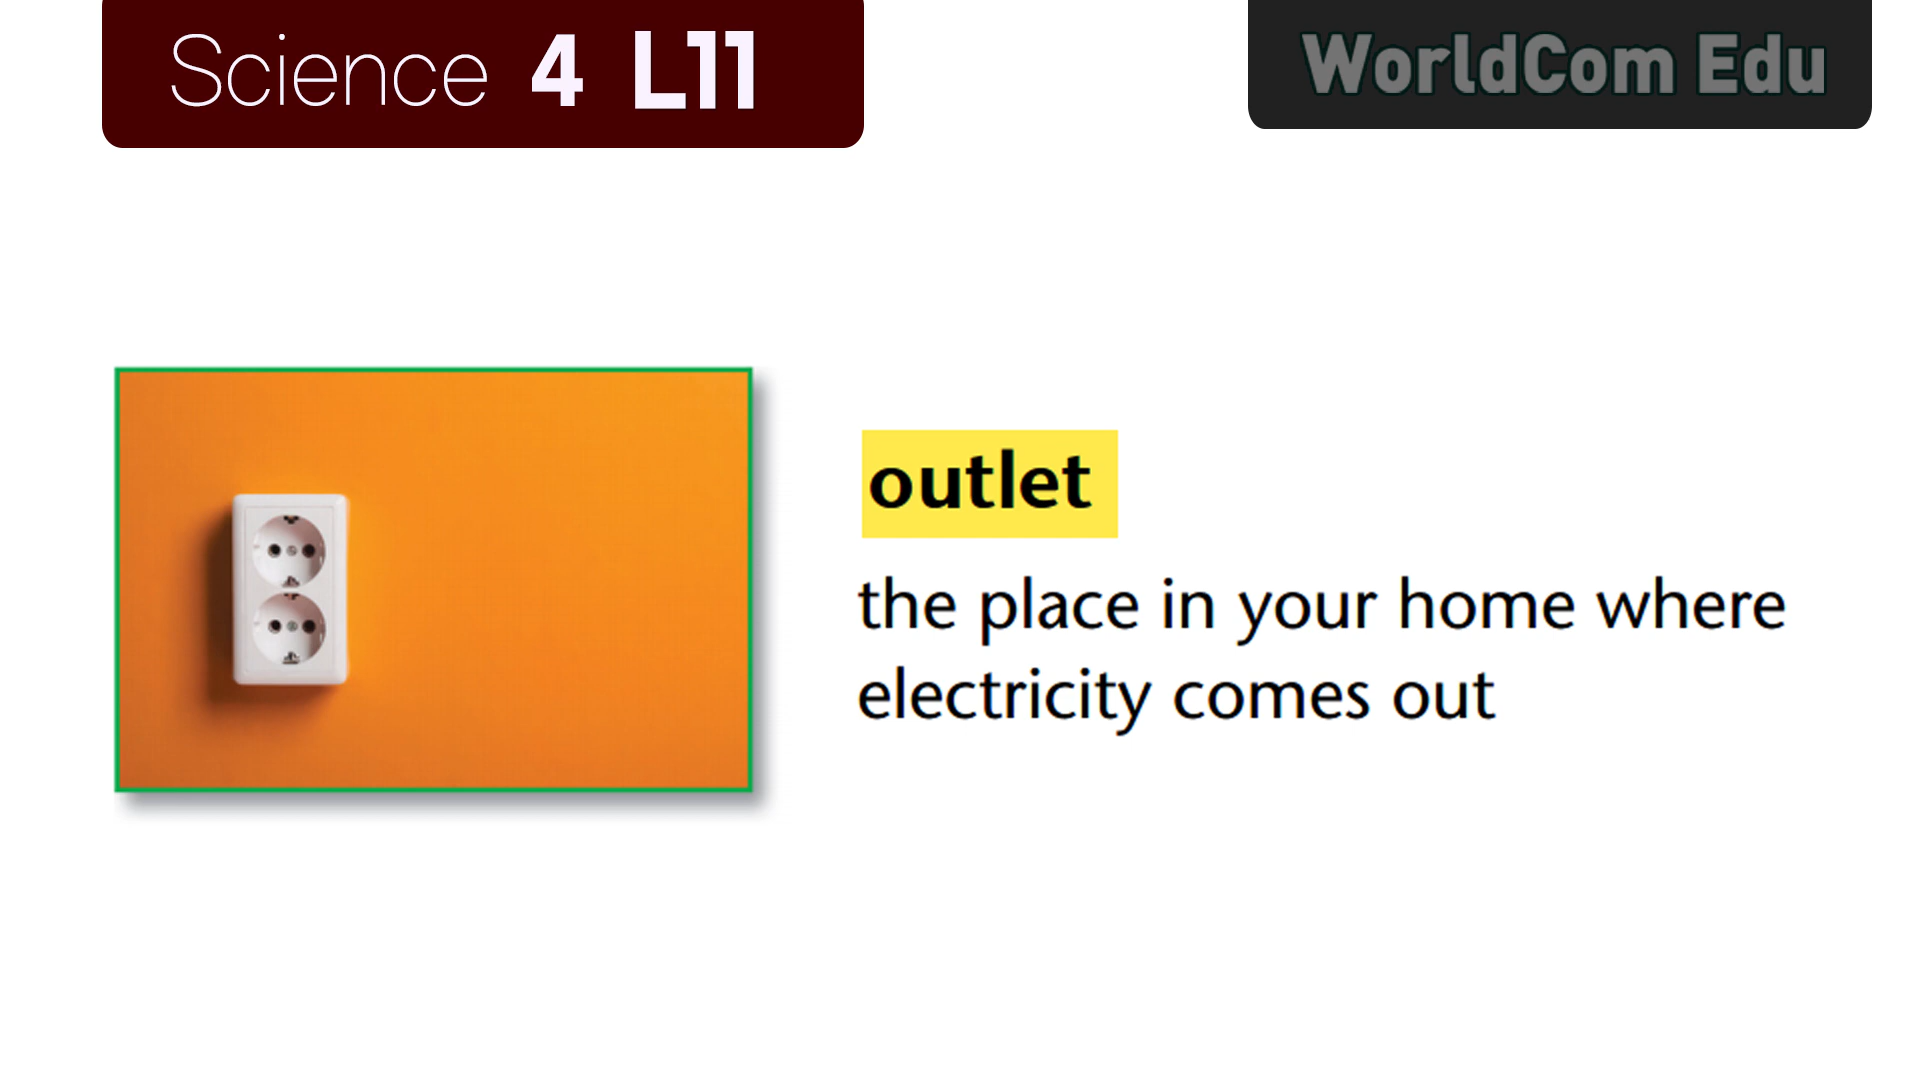 Science 4 L11
WorldCom Edu
outlet
the place in your home where
electricity comes out